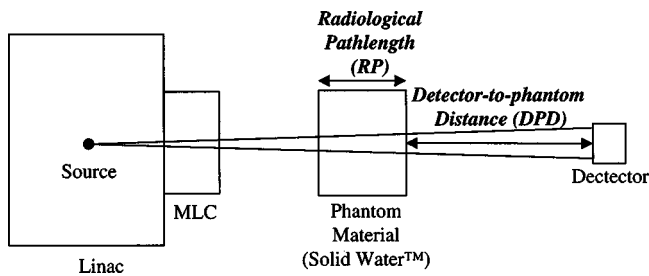 Radiological
Pathlength
(RP)
Detector-to-phantom
Distance (DPD)
Source
MLC
Dectector
Phantom
Material
(Solid Water™)
Linac